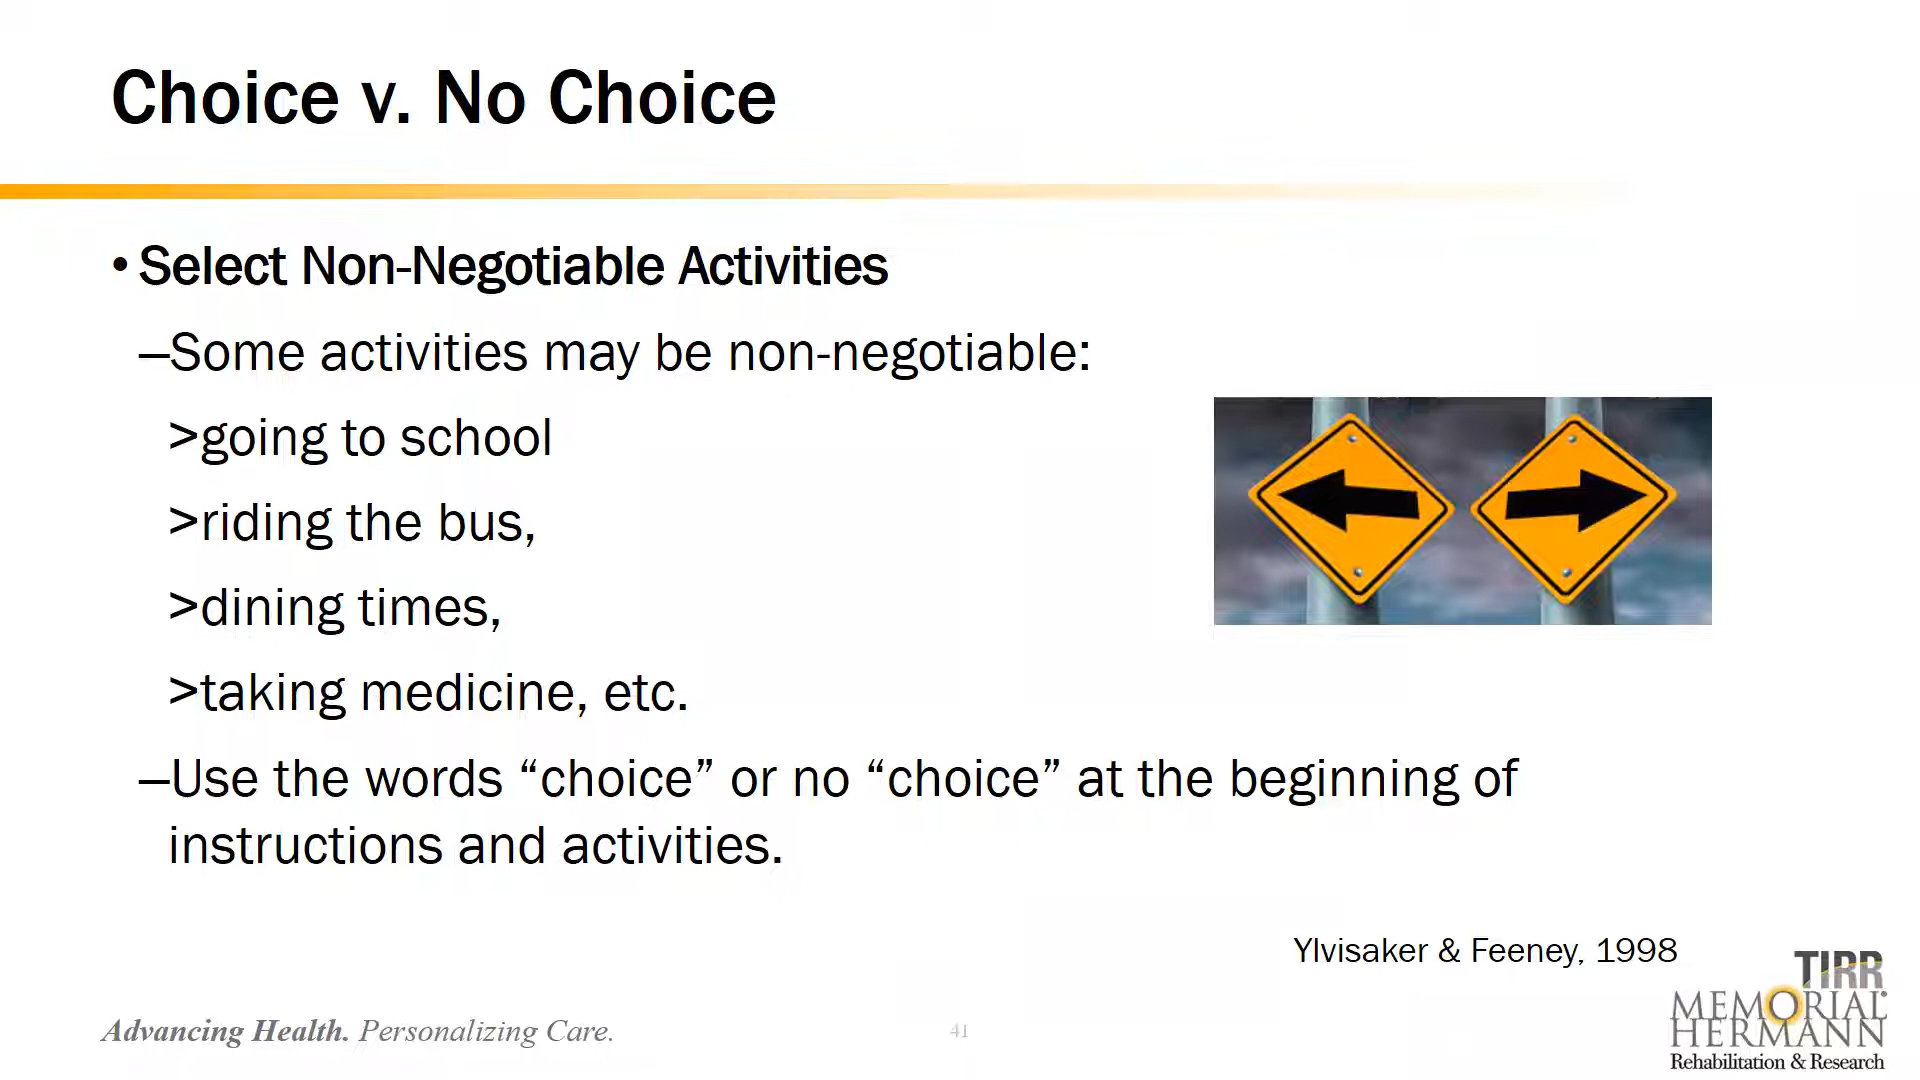 Choice v. No Choice
• Select Non-Negotiable Activities
–Some activities may be non-negotiable:
>going to school
>riding the bus,
>dining times,
>taking medicine, etc.
–Use the words “choice” or no “choice” at the beginning of
instructions and activities.
Ylvisaker & Feeney, 1998
Advancing Health. Personalizing Care.
41
TIRR
MEMORIAL®
HERMANN
Rehabilitation & Research